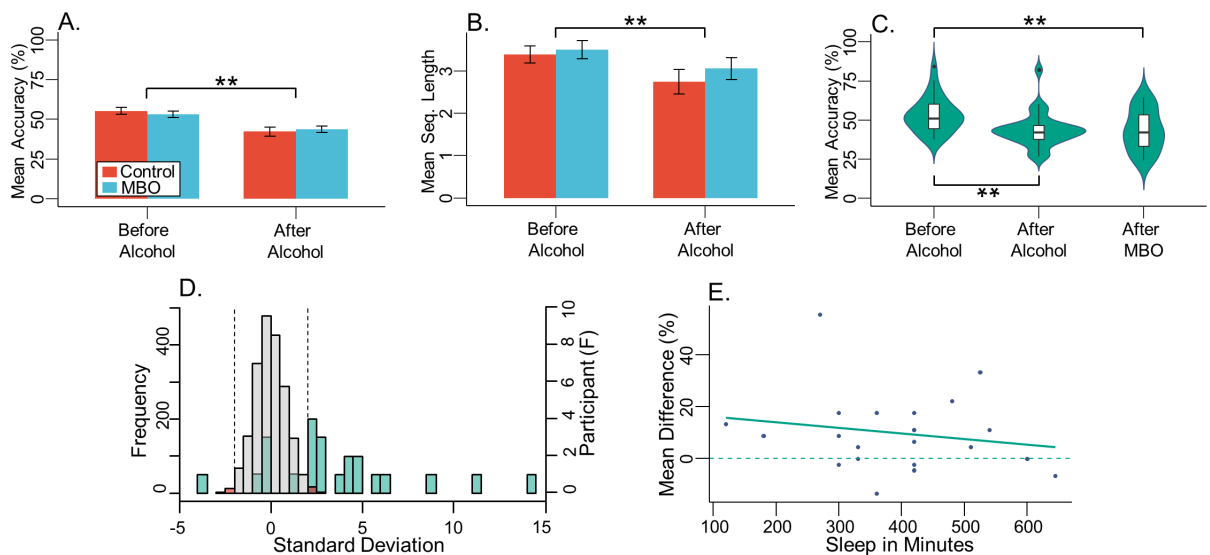 A.
Mean Accuracy (%)
100
75
50
25
0
**
Control
MBO
Before
Alcohol
After
Alcohol
B.
Mean Seq. Length
3
2
1
0
**
Before
Alcohol
After
Alcohol
C.
Mean Accuracy (%)
100
75
50
25
0
**
**
Before
Alcohol
After
Alcohol
After
MBO
D.
Frequency
400
200
0
Participant (F)
10
8
6
4
2
0
-5 0 5 10 15
Standard Deviation
E.
Mean Difference (%)
40
20
0
100 200 300 400 500 600
Sleep in Minutes